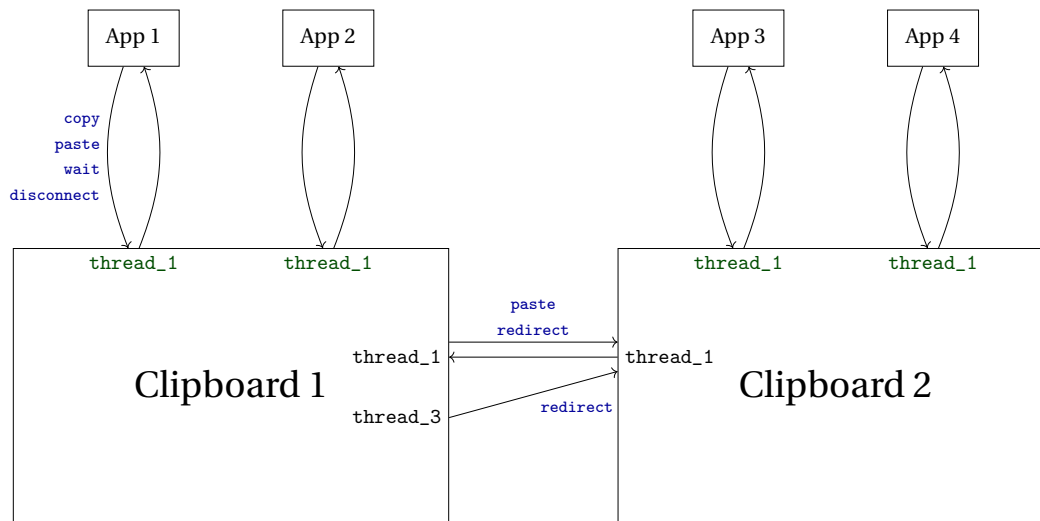 App 1
App 2
App 3
App 4
copy
paste
wait
disconnect
thread_1
thread_1
thread_1
thread_1
paste
redirect
thread_1
thread_1
Clipboard 1
Clipboard 2
thread_3
redirect